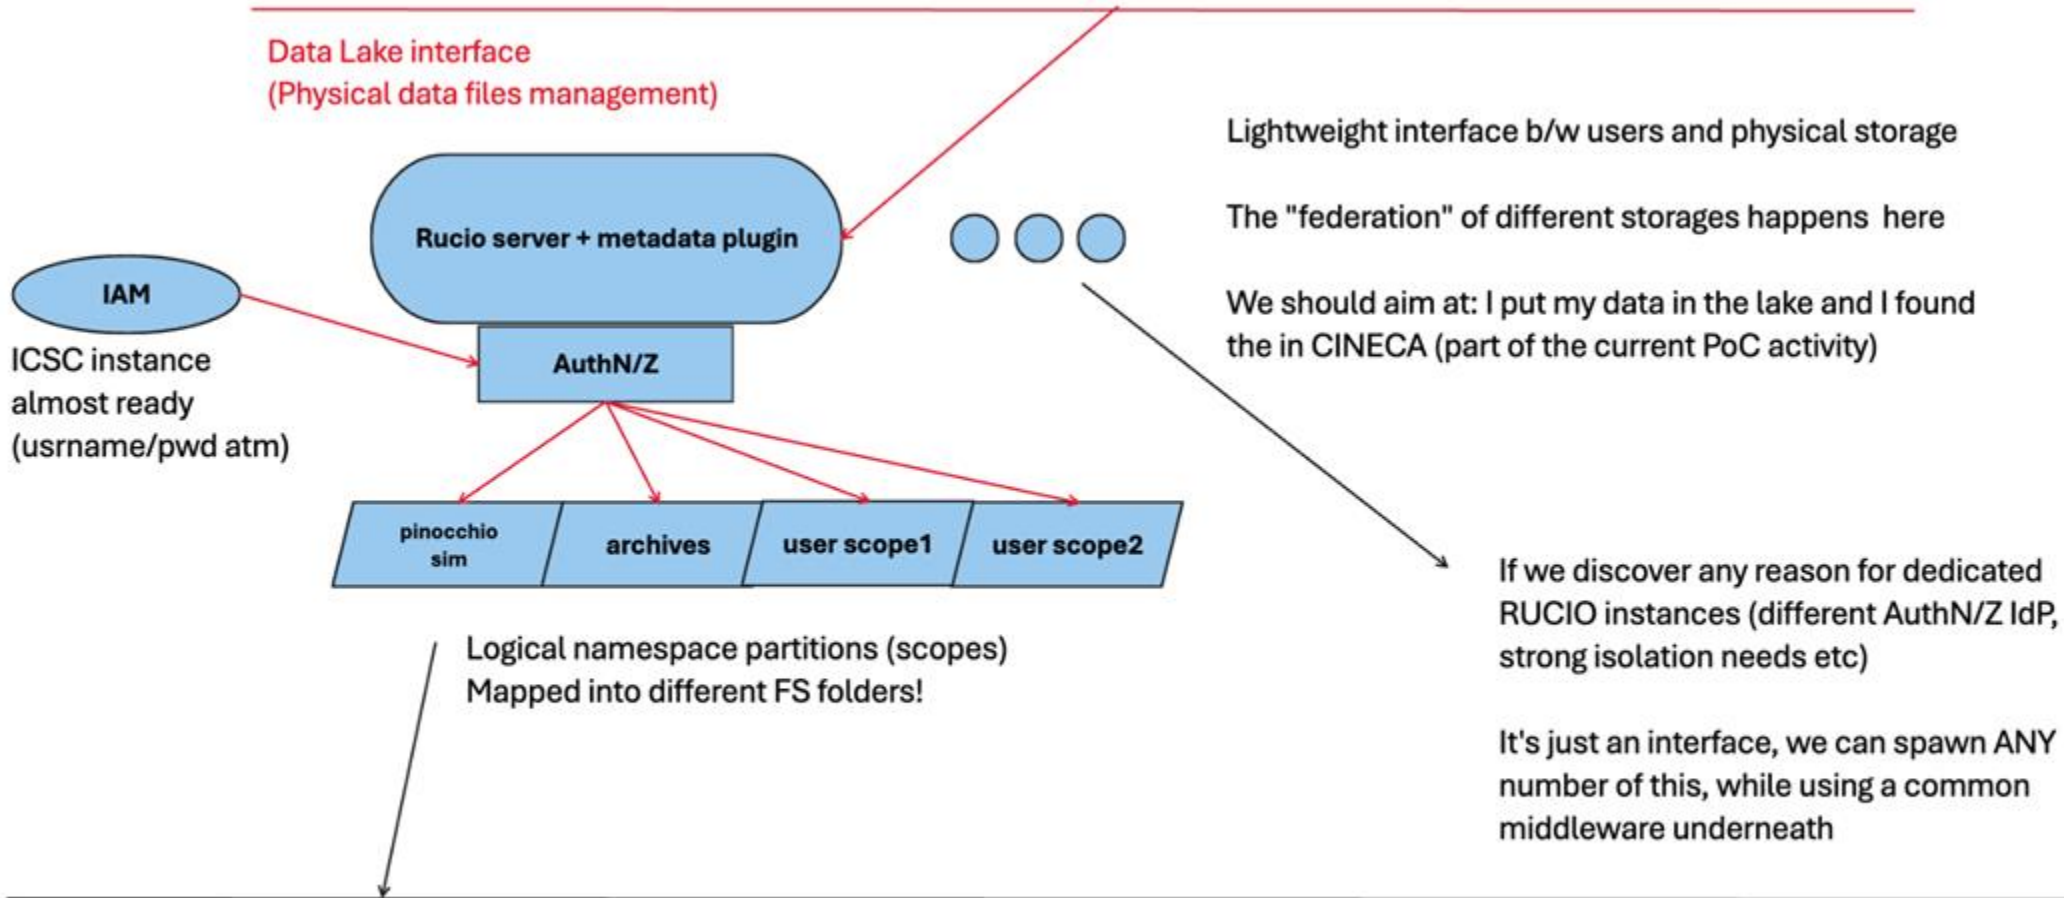 Data Lake interface
(Physical data files management)
Lightweight interface b/w users and physical storage
Rucio server + metadata plugin
The "federation" of different storages happens  here
IAM
We should aim at: I put my data in the lake and I found
the in CINECA (part of the current PoC activity)
ICSC instance
almost ready
(usrname/pwd atm)
AuthN/Z
pinocchio
sim
archives
user scope1
user scope2
Logical namespace partitions (scopes)
Mapped into different FS folders!
If we discover any reason for dedicated
RUCIO instances (different AuthN/Z IdP,
strong isolation needs etc)
It's just an interface, we can spawn ANY
number of this, while using a common
middleware underneath